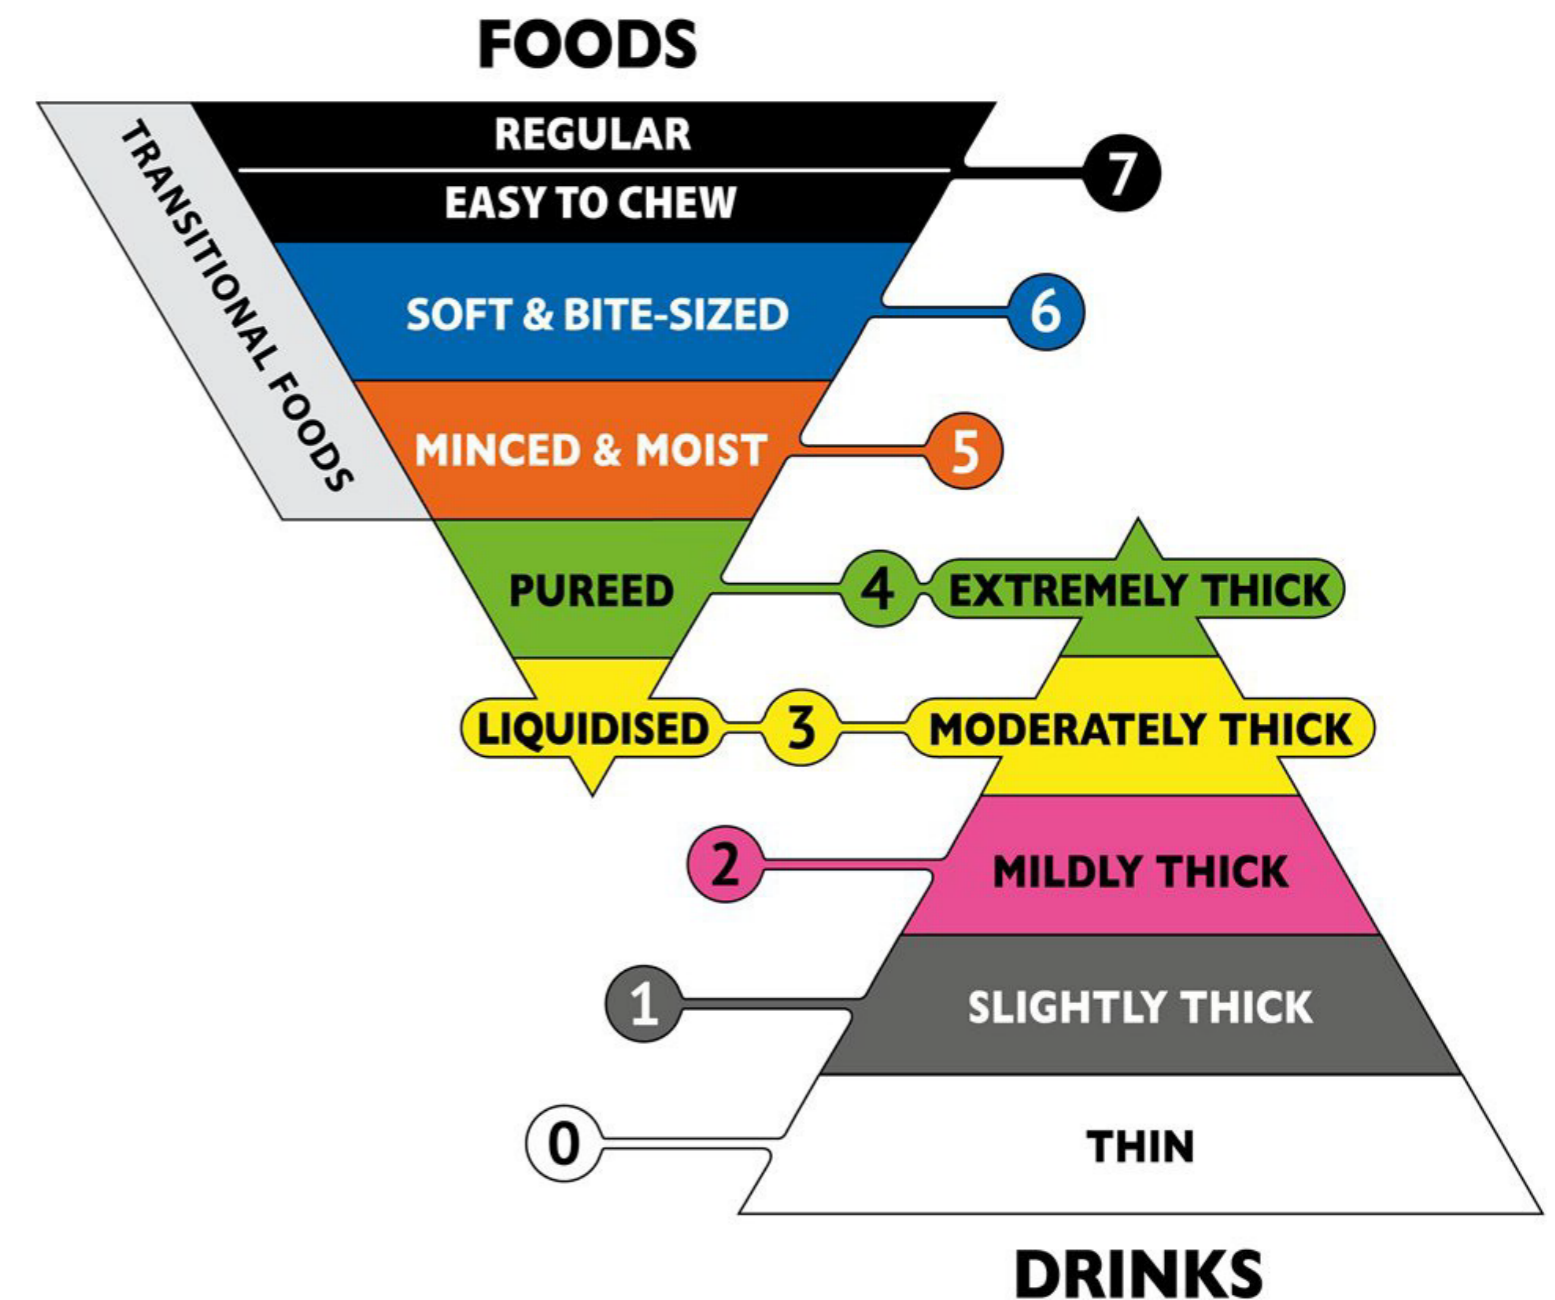 FOODS
REGULAR
EASY TO CHEW
7
TRANSITIONAL FOODS
SOFT & BITE-SIZED
6
MINCED & MOIST
5
PUREED
4
EXTREMELY THICK
LIQUIDISED
3
MODERATELY THICK
2
MILDLY THICK
1
SLIGHTLY THICK
0
THIN
DRINKS